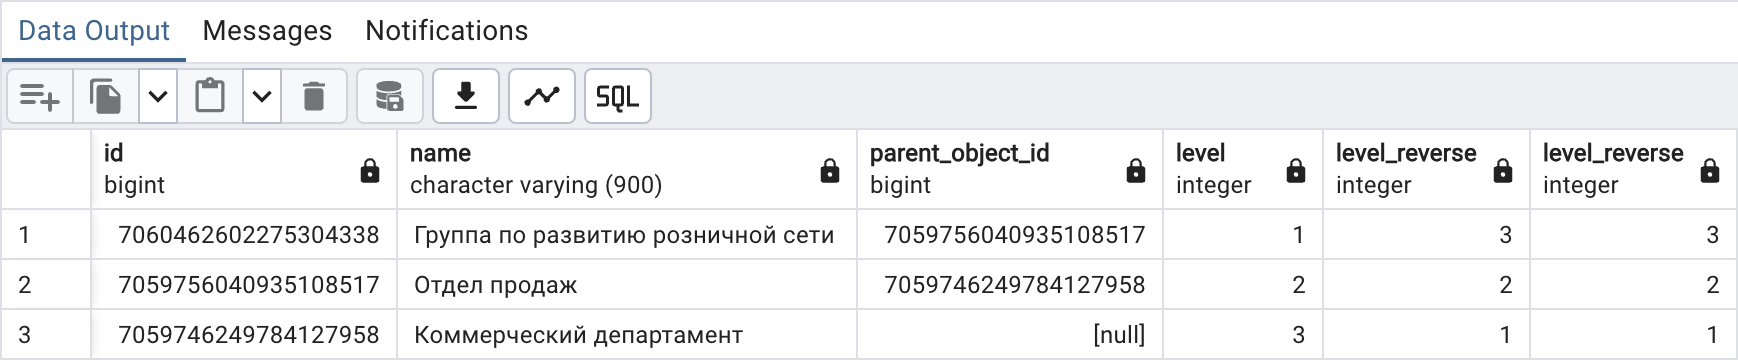 Data Output Messages Notifications
SQL
id name parent_object_id level level_reverse level_reverse
bigint character varying (900) bigint integer integer integer
1 7060462602275304338 Группа по развитию розничной сети 7059756040935108517 1 3 3
2 7059756040935108517 Отдел продаж 7059746249784127958 2 2 2
3 7059746249784127958 Коммерческий департамент [null] 3 1 1